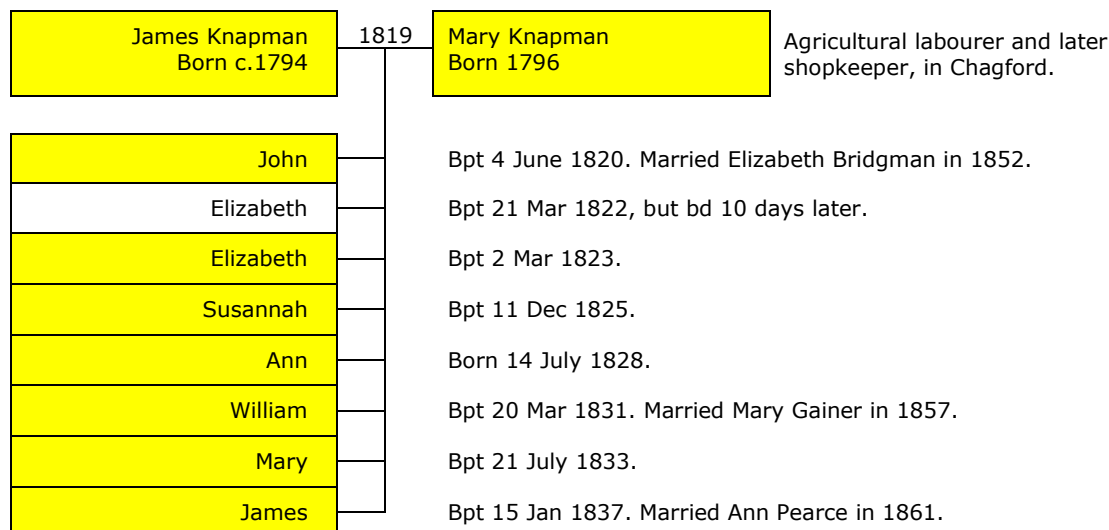 James Knapman
Born c.1794
1819
Mary Knapman
Born 1796
Agricultural labourer and later
shopkeeper, in Chagford.
John
Bpt 4 June 1820. Married Elizabeth Bridgman in 1852.
Elizabeth
Bpt 21 Mar 1822, but bd 10 days later.
Elizabeth
Bpt 2 Mar 1823.
Susannah
Bpt 11 Dec 1825.
Ann
Born 14 July 1828.
William
Bpt 20 Mar 1831. Married Mary Gainer in 1857.
Mary
Bpt 21 July 1833.
James
Bpt 15 Jan 1837. Married Ann Pearce in 1861.